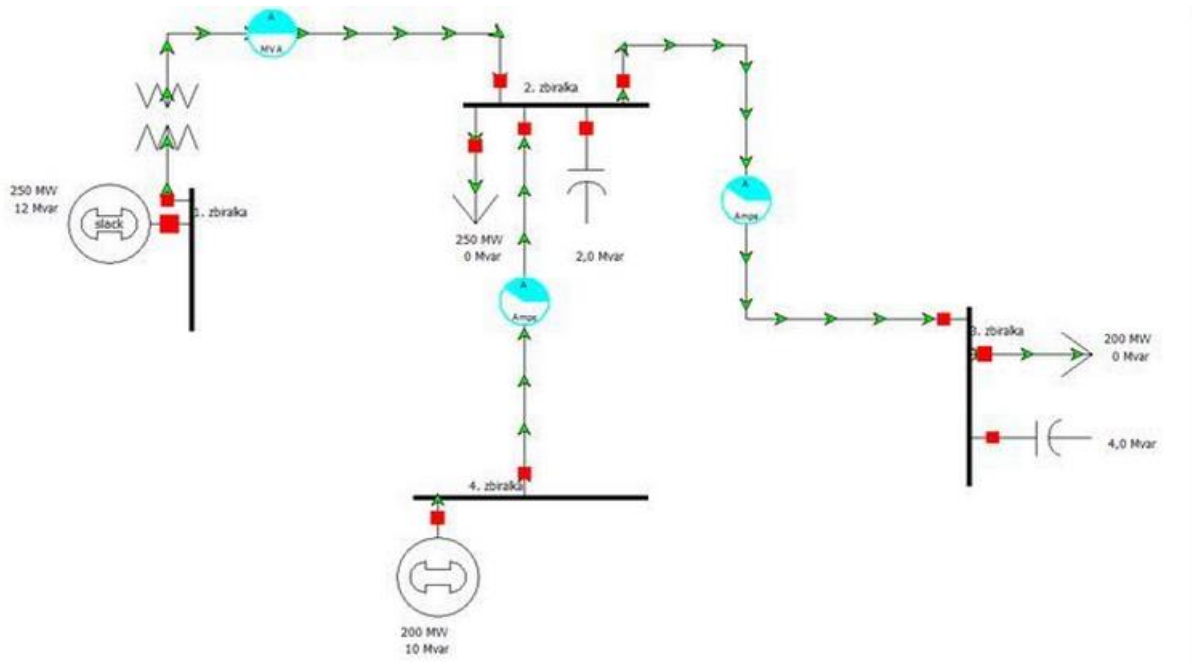 A
MVA
2. zbiralka
250 MW
12 Mvar
slack
1. zbiralka
A
Amps
250 MW
0 Mvar
2,0 Mvar
A
Amps
3. zbiralka
200 MW
0 Mvar
4,0 Mvar
4. zbiralka
200 MW
10 Mvar